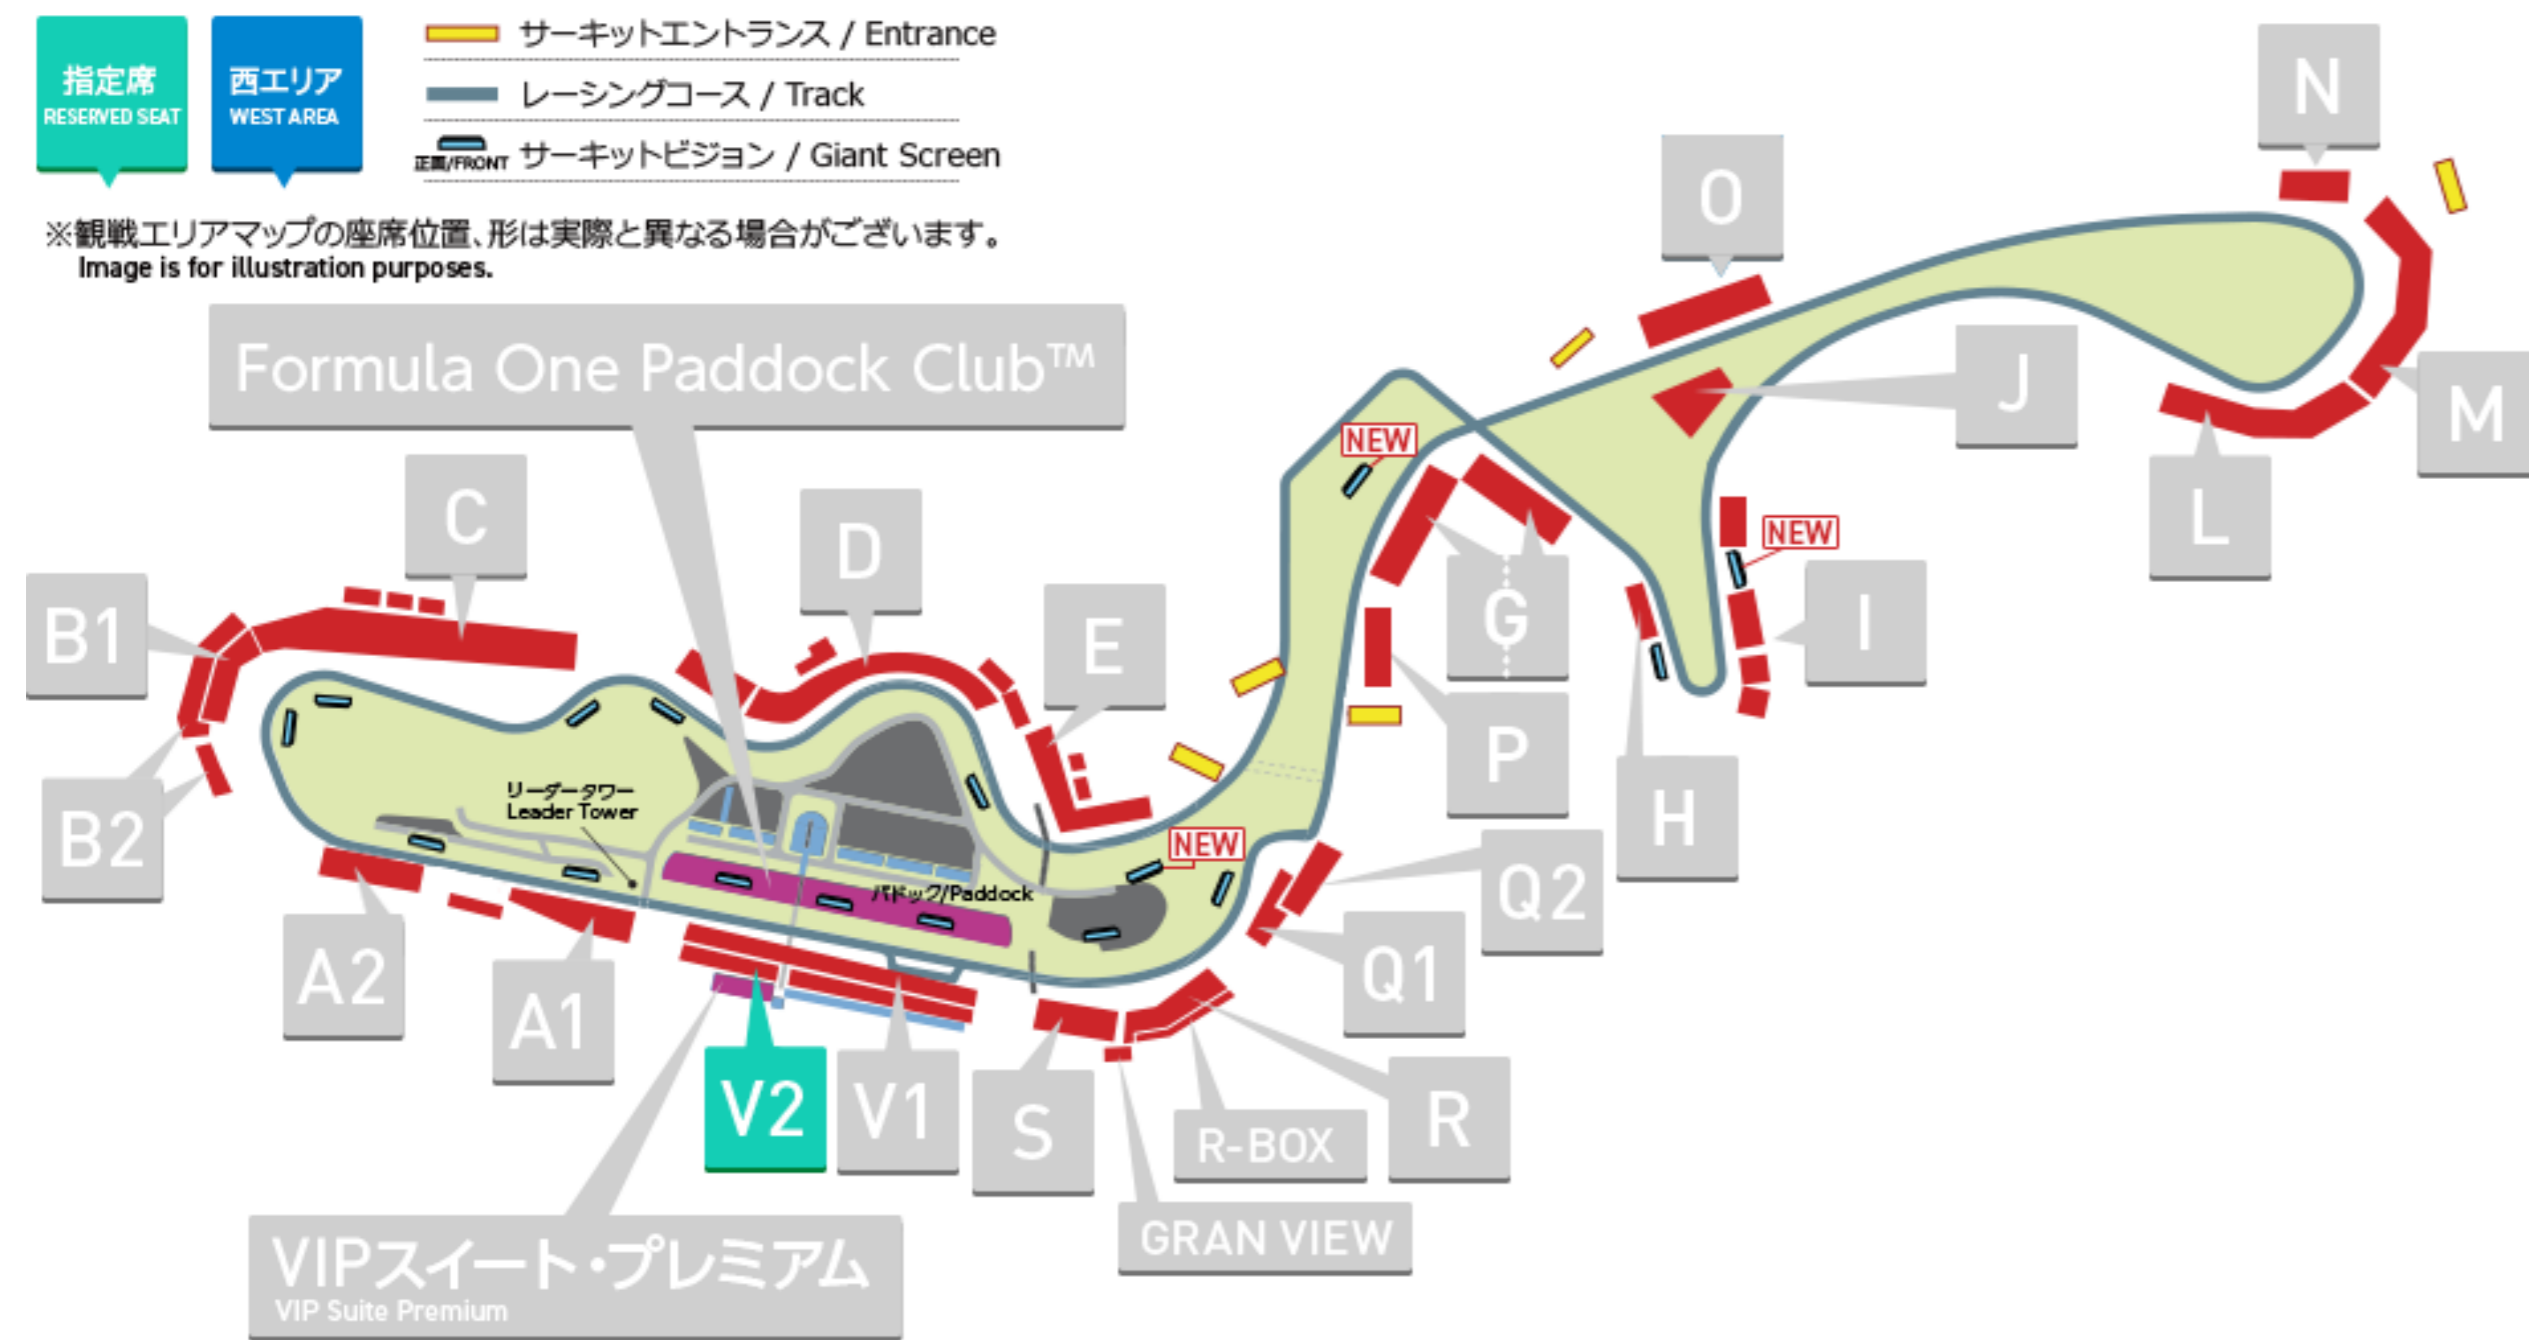 指定席
RESERVED SEAT
西エリア
WEST AREA
サーキットエントランス / Entrance
レーシングコース / Track
正面/FRONT サーキットビジョン / Giant Screen
※観戦エリアマップの座席位置、形は実際と異なる場合がございます。
Image is for illustration purposes.
N
O
Formula One Paddock Club™
J
M
NEW
C
L
D
NEW
B1
E
G
I
P
リーダータワー
Leader Tower
H
B2
NEW
パドック/Paddock
Q2
A2
Q1
A1
V2
V1
S
R
R-BOX
GRAN VIEW
VIPスイート・プレミアム
VIP Suite Premium